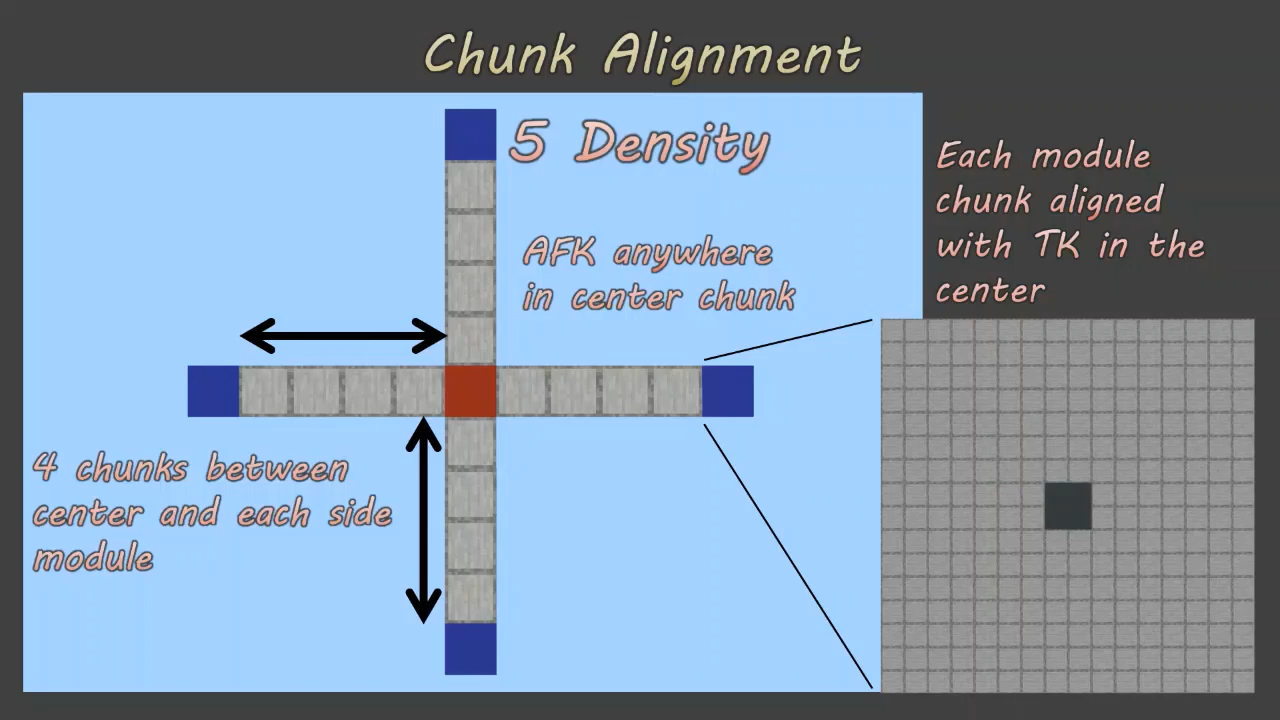 Chunk Alignment
5 Density
AFK anywhere
in center chunk
Each module
chunk aligned
with TK in the
center
4 chunks between
center and each side
module